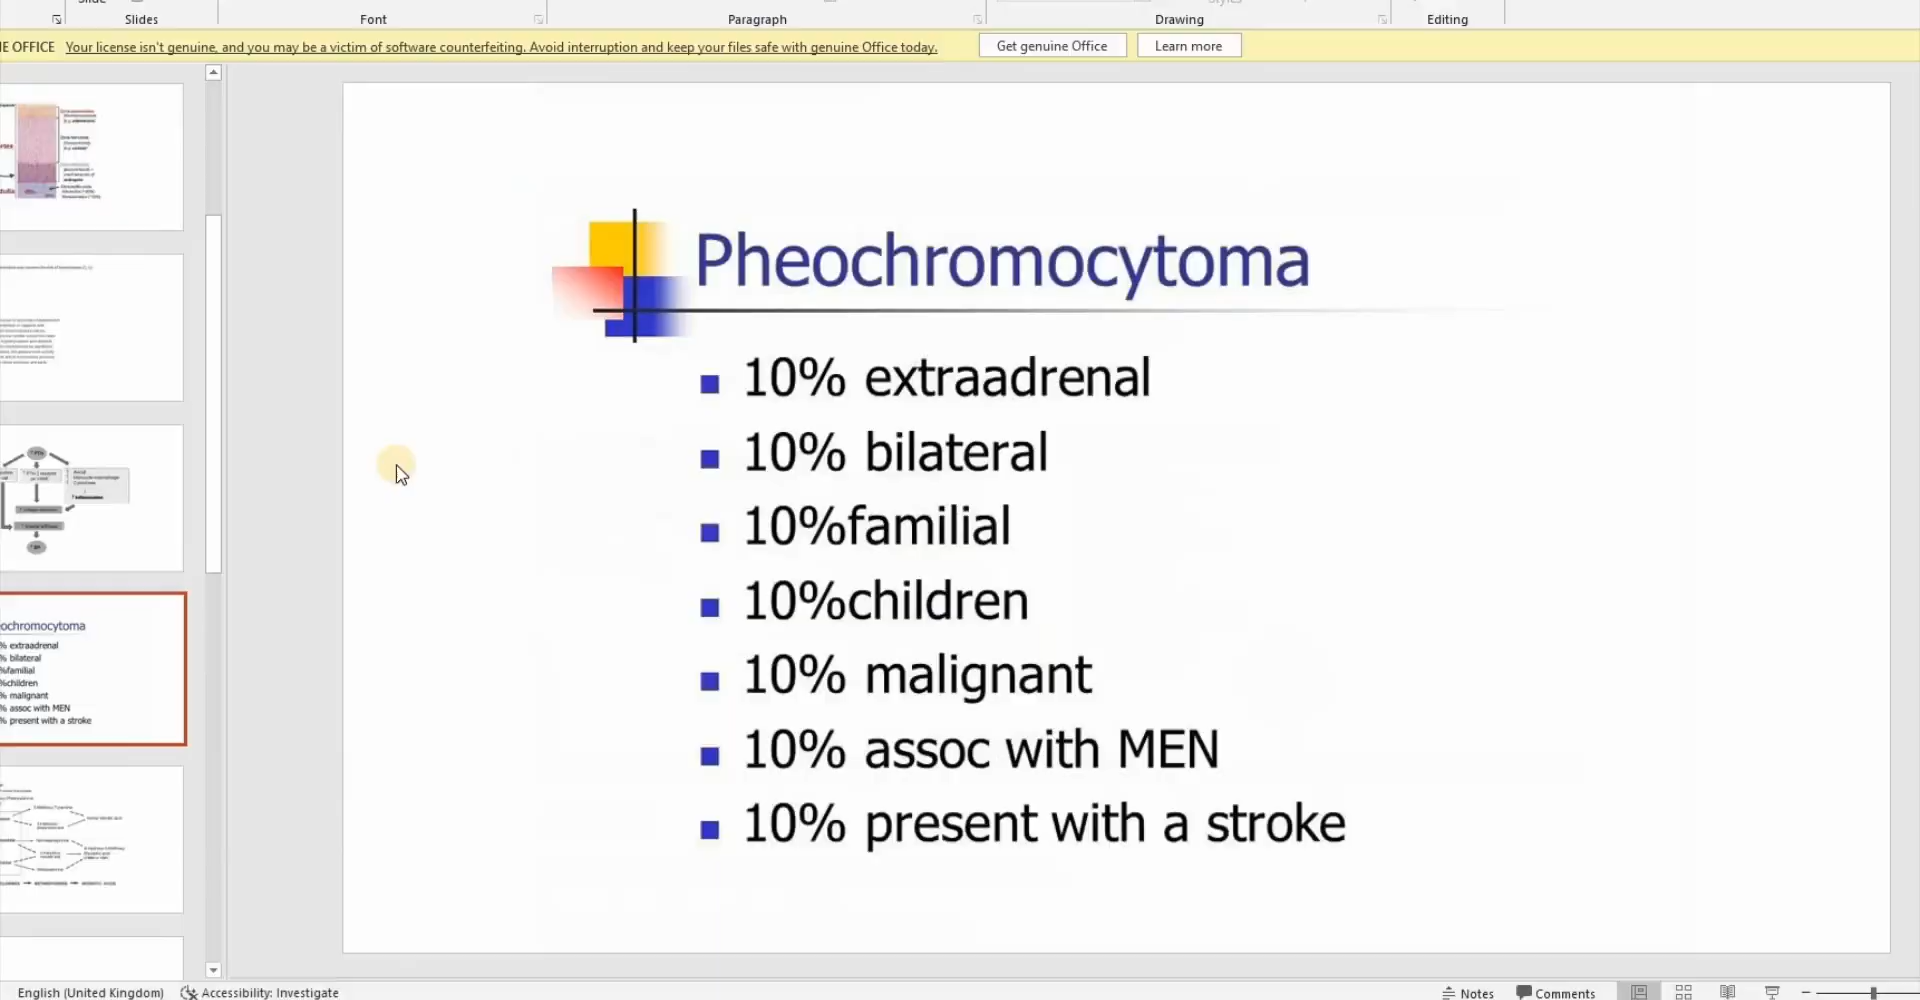 Slides
Font
Paragraph
Drawing
Editing
E OFFICE Your license isn't genuine, and you may be a victim of software counterfeiting. Avoid interruption and keep your files safe with genuine Office today. Get genuine Office Learn more
Pheochromocytoma
10% extraadrenal
10% bilateral
10%familial
10%children
10% malignant
10% assoc with MEN
10% present with a stroke
ochromocytoma
% extraadrenal
% bilateral
%familial
%children
% malignant
% assoc with MEN
% present with a stroke
English (United Kingdom) Accessibility: Investigate Notes Comments